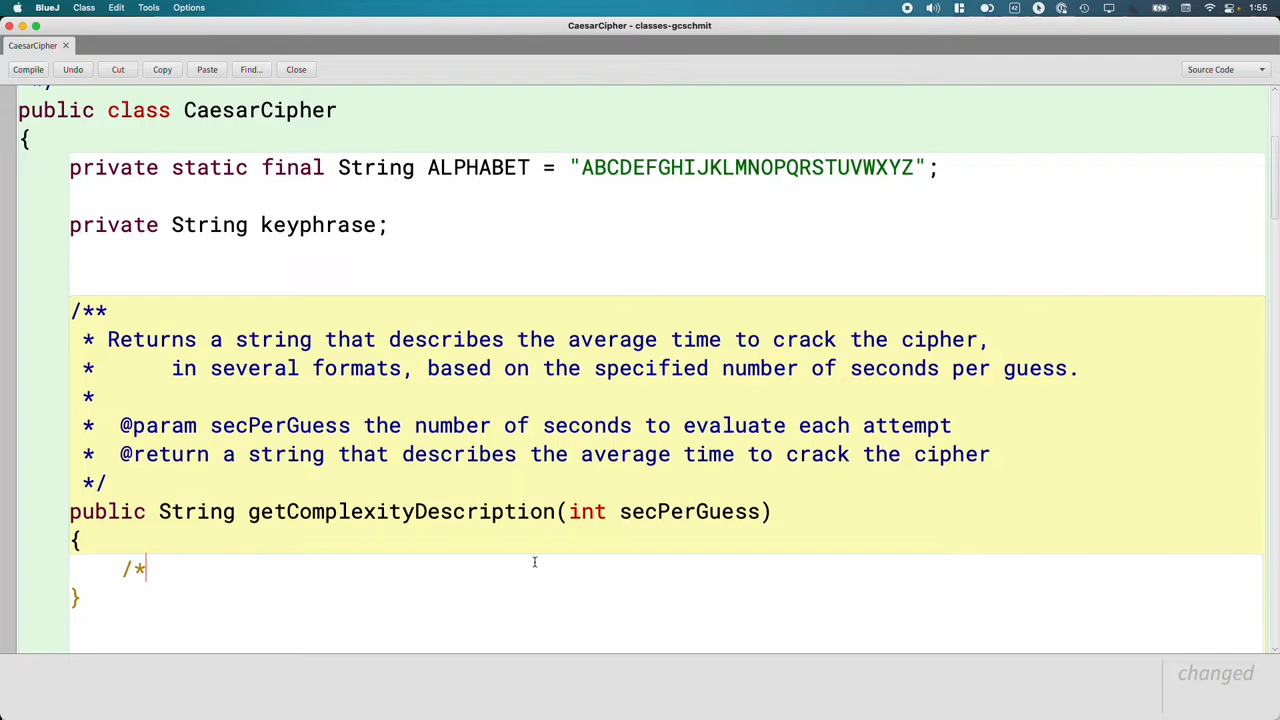 BlueJ Class Edit Tools Options 1:55
CaesarCipher - classes-gcschmit
CaesarCipher ×
Compile Undo Cut Copy Paste Find... Close Source Code
public class CaesarCipher
{
private static final String ALPHABET = "ABCDEFGHIJKLMNOPQRSTUVWXYZ";
private String keyphrase;
/**
* Returns a string that describes the average time to crack the cipher,
* in several formats, based on the specified number of seconds per guess.
*
* @param secPerGuess the number of seconds to evaluate each attempt
* @return a string that describes the average time to crack the cipher
*/
public String getComplexityDescription(int secPerGuess)
{
/*
}
changed